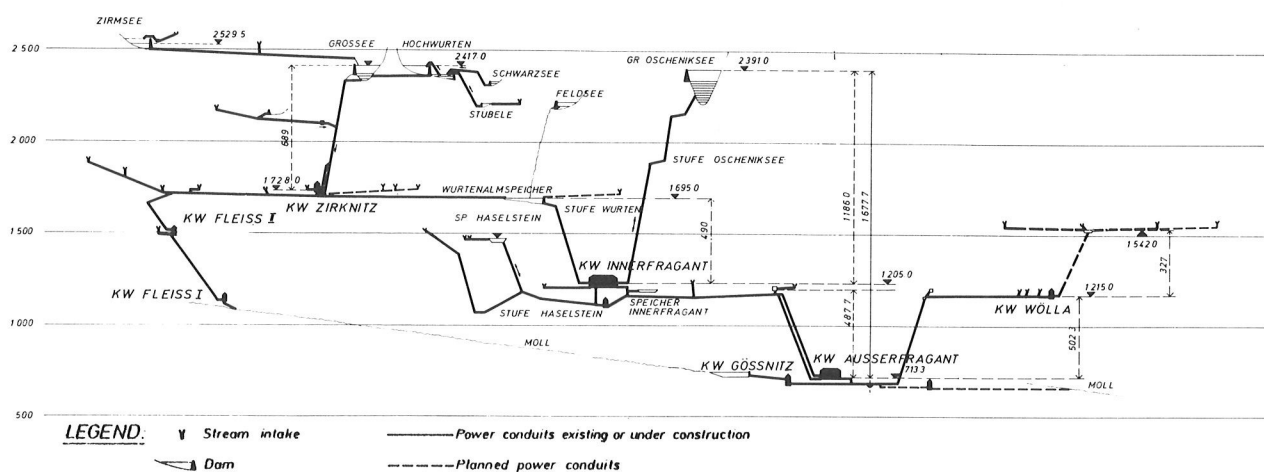 ZIRMSEE
2529.5
GROSSEE
HOCHWURTEN
2417.0
SCHWARZSEE
STUBELE
FELDSEE
GR OSCHENIKSEE
2391.0
2 500
2 000
689
1728.0
STUFE OSCHENIKSEE
1 500
KW FLEISS II
KW ZIRKNITZ
WURTENALMSPEICHER
SP HASELSTEIN
STUFE WURTEN
1695.0
490
1186.0
1677.7
1542.0
327
KW INNERFRAGANT
1205.0
1215.0
KW FLEISS I
STUFE HASELSTEIN
SPEICHER
INNERFRAGANT
487.7
KW WÖLLA
502.3
1 000
MÖLL
KW GÖSSNITZ
KW AUSSERFRAGANT
713.3
MÖLL
500
LEGEND:
Stream intake
Power conduits existing or under construction
Dam
Planned power conduits